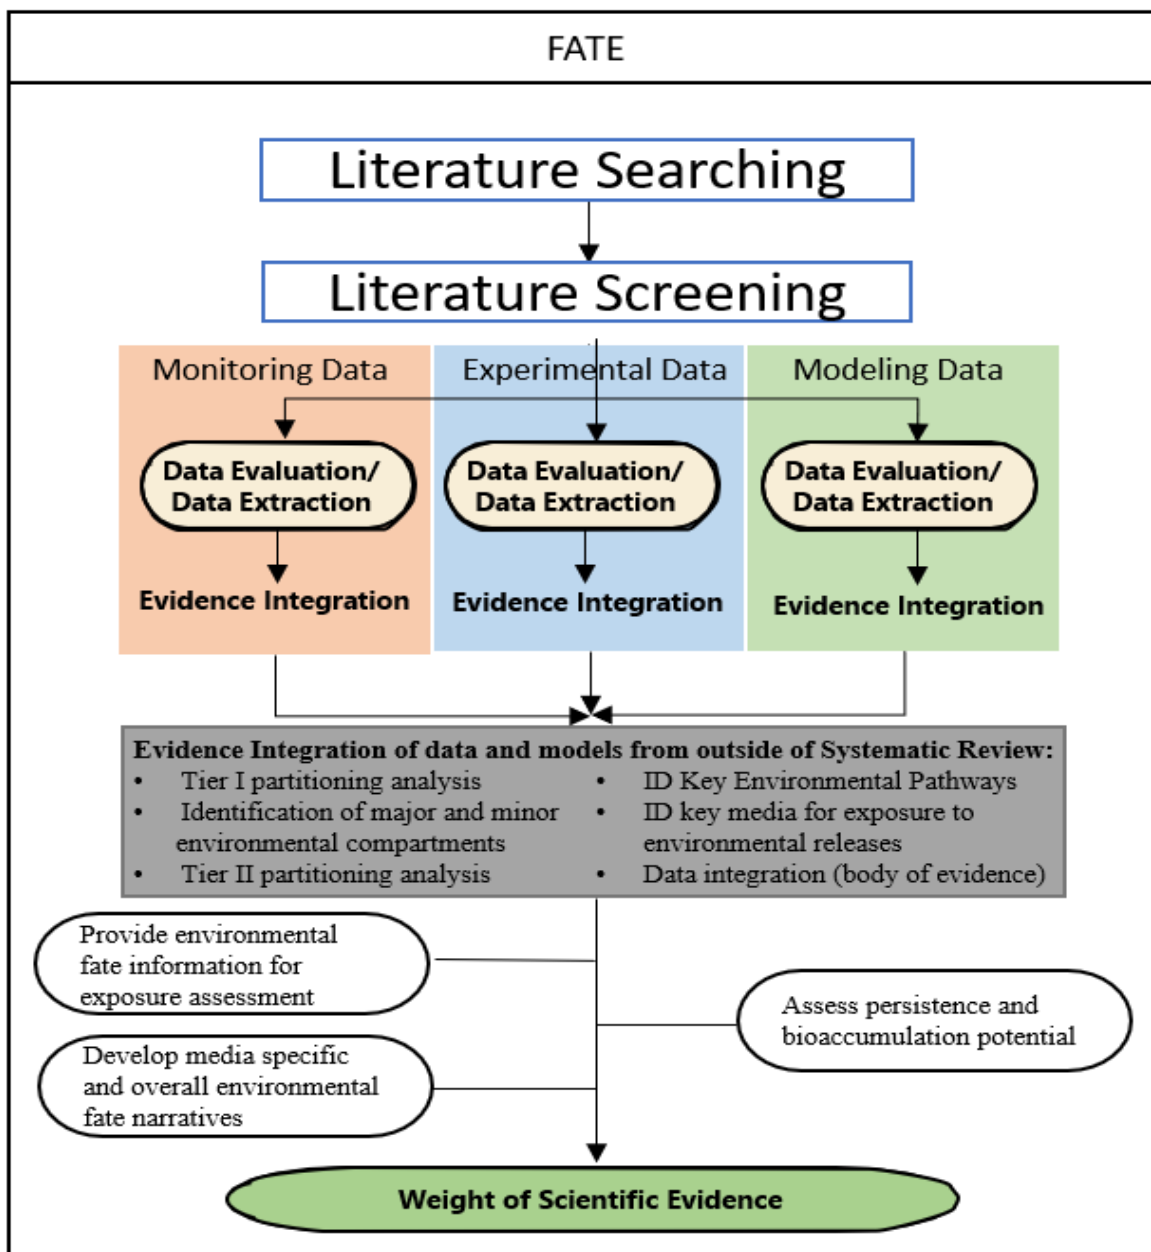 FATE
Literature Searching
Literature Screening
Monitoring Data
Experimental Data
Modeling Data
Data Evaluation/
Data Extraction
Data Evaluation/
Data Extraction
Data Evaluation/
Data Extraction
Evidence Integration
Evidence Integration
Evidence Integration
Evidence Integration of data and models from outside of Systematic Review:
• Tier I partitioning analysis
• Identification of major and minor
environmental compartments
• Tier II partitioning analysis
• ID Key Environmental Pathways
• ID key media for exposure to
environmental releases
• Data integration (body of evidence)
Provide environmental
fate information for
exposure assessment
Assess persistence and
bioaccumulation potential
Develop media specific
and overall environmental
fate narratives
Weight of Scientific Evidence